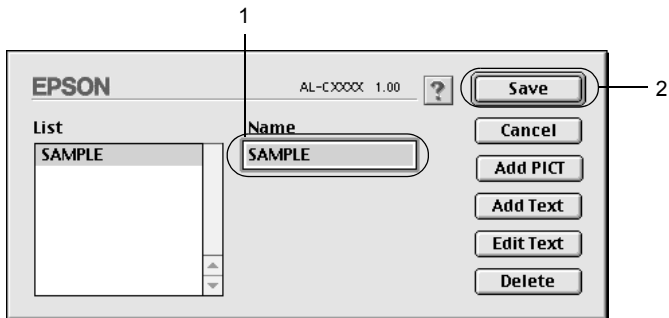 1
EPSON
AL-CXXXX 1.00
?
Save
2
List
Name
Cancel
SAMPLE
SAMPLE
Add PICT
Add Text
Edit Text
Delete